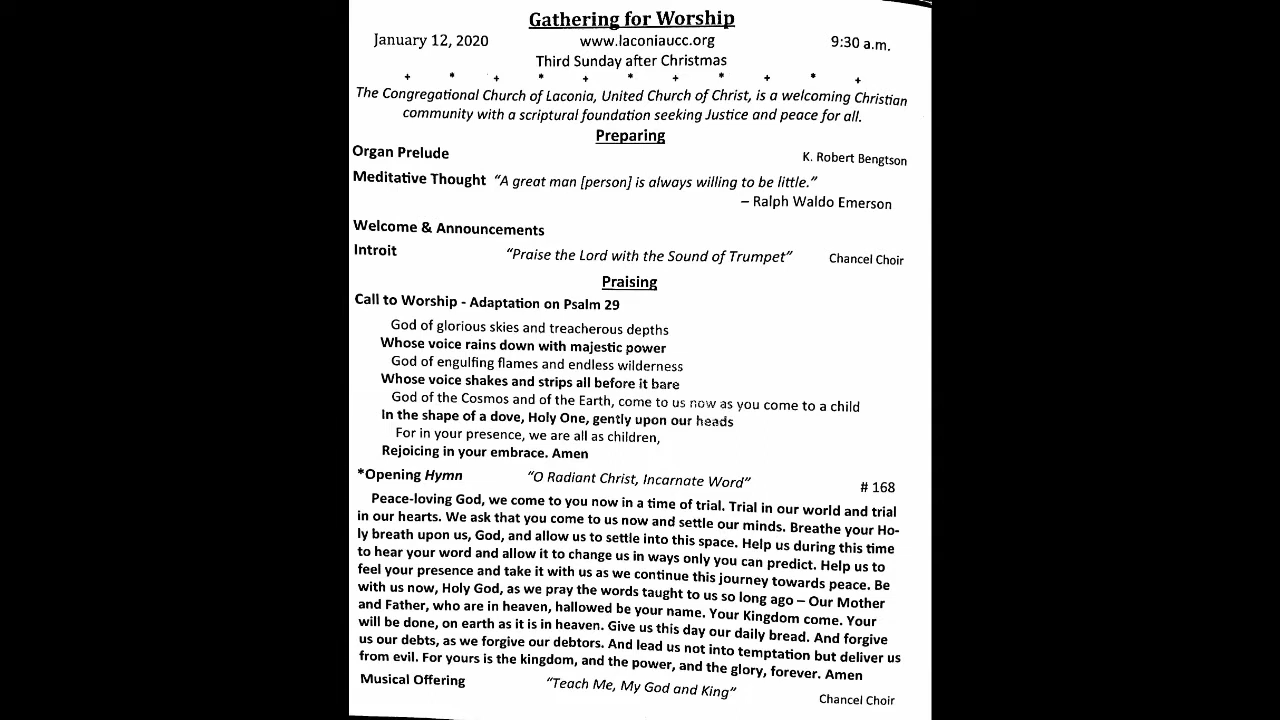 Gathering for Worship
January 12, 2020 www.laconiaucc.org 9:30 a.m.
Third Sunday after Christmas
+ * + * + * + * + * +
The Congregational Church of Laconia, United Church of Christ, is a welcoming Christian
community with a scriptural foundation seeking Justice and peace for all.
Preparing
Organ Prelude K. Robert Bengtson
Meditative Thought “A great man [person] is always willing to be little.”
– Ralph Waldo Emerson
Welcome & Announcements
Introit “Praise the Lord with the Sound of Trumpet” Chancel Choir
Praising
Call to Worship - Adaptation on Psalm 29
God of glorious skies and treacherous depths
Whose voice rains down with majestic power
God of engulfing flames and endless wilderness
Whose voice shakes and strips all before it bare
God of the Cosmos and of the Earth, come to us now as you come to a child
In the shape of a dove, Holy One, gently upon our heads
For in your presence, we are all as children,
Rejoicing in your embrace. Amen
*Opening Hymn “O Radiant Christ, Incarnate Word” # 168
Peace-loving God, we come to you now in a time of trial. Trial in our world and trial
in our hearts. We ask that you come to us now and settle our minds. Breathe your Ho-
ly breath upon us, God, and allow us to settle into this space. Help us during this time
to hear your word and allow it to change us in ways only you can predict. Help us to
feel your presence and take it with us as we continue this journey towards peace. Be
with us now, Holy God, as we pray the words taught to us so long ago – Our Mother
and Father, who are in heaven, hallowed be your name. Your Kingdom come. Your
will be done, on earth as it is in heaven. Give us this day our daily bread. And forgive
us our debts, as we forgive our debtors. And lead us not into temptation but deliver us
from evil. For yours is the kingdom, and the power, and the glory, forever. Amen
Musical Offering “Teach Me, My God and King” Chancel Choir